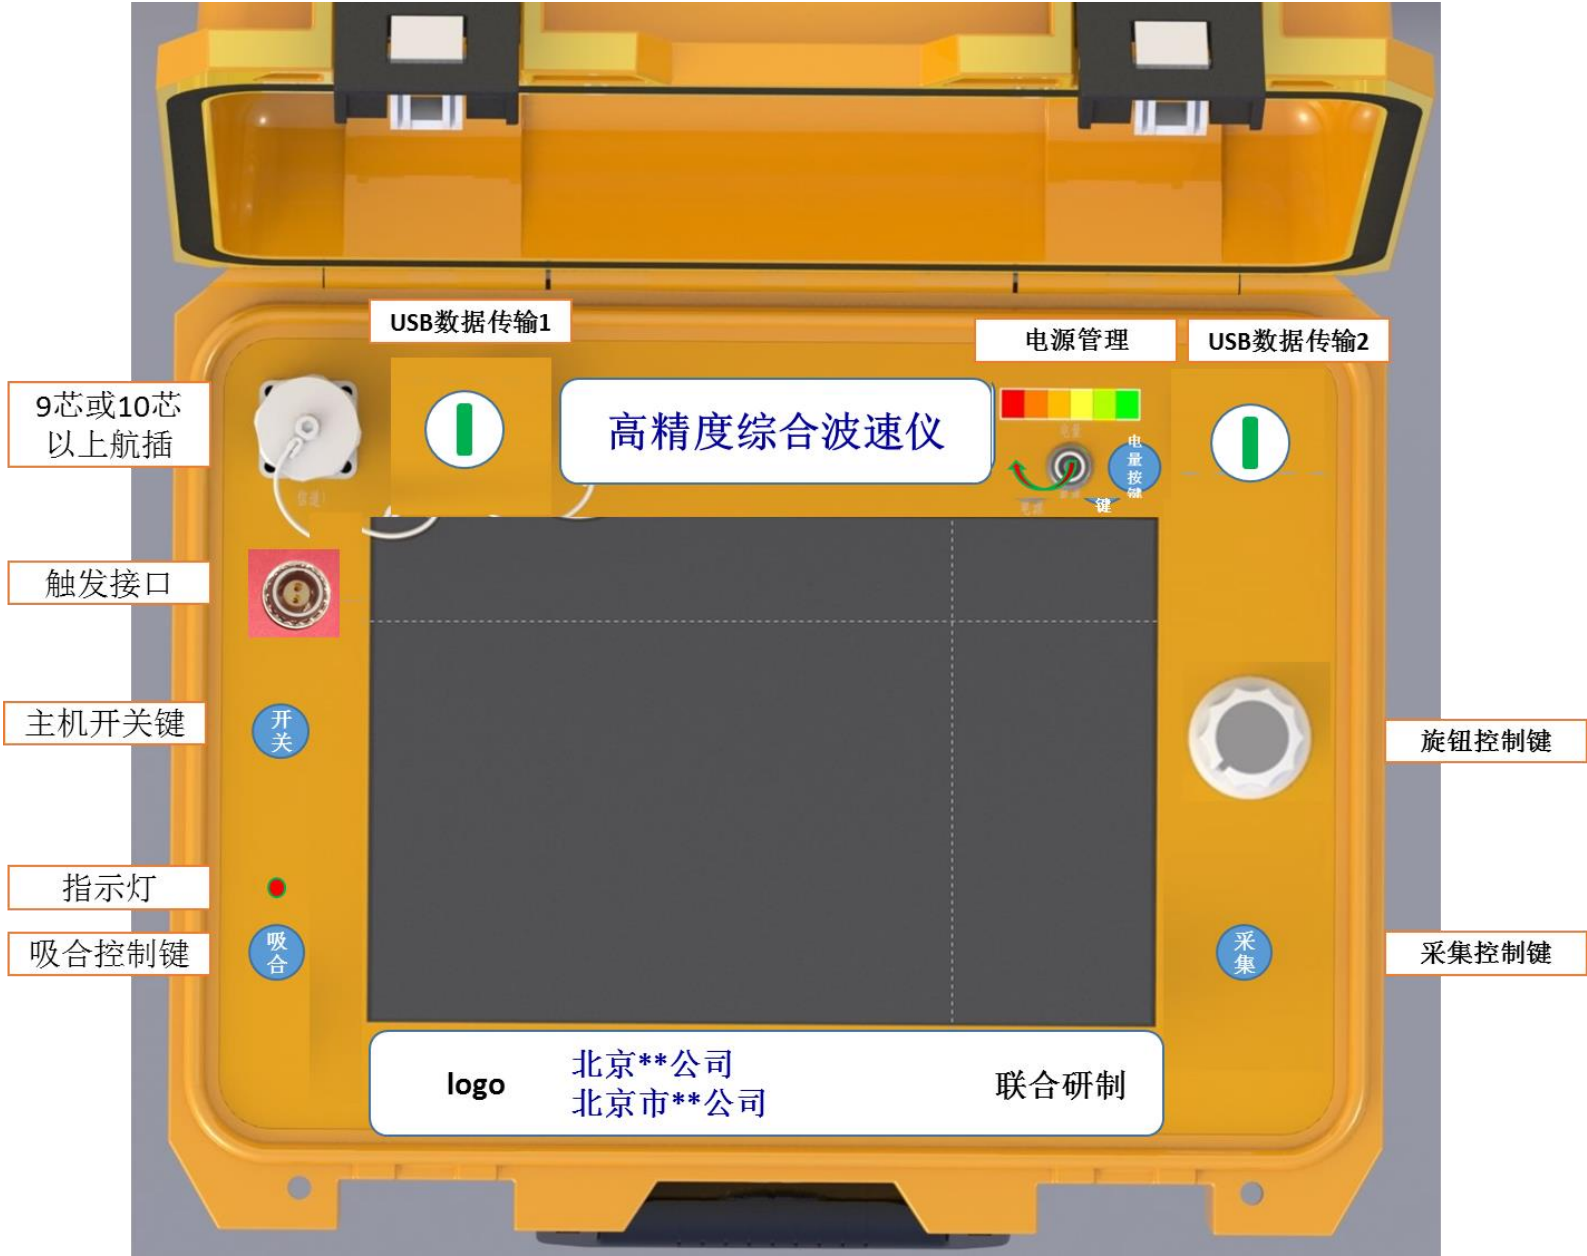 USB数据传输1
电源管理
USB数据传输2
9芯或10芯
以上航插
高精度综合波速仪
电量
电
量
按
键
键
触发接口
主机开关键
开
关
旋钮控制键
指示灯
吸合控制键
吸
合
采
集
采集控制键
logo
北京**公司
北京市**公司
联合研制